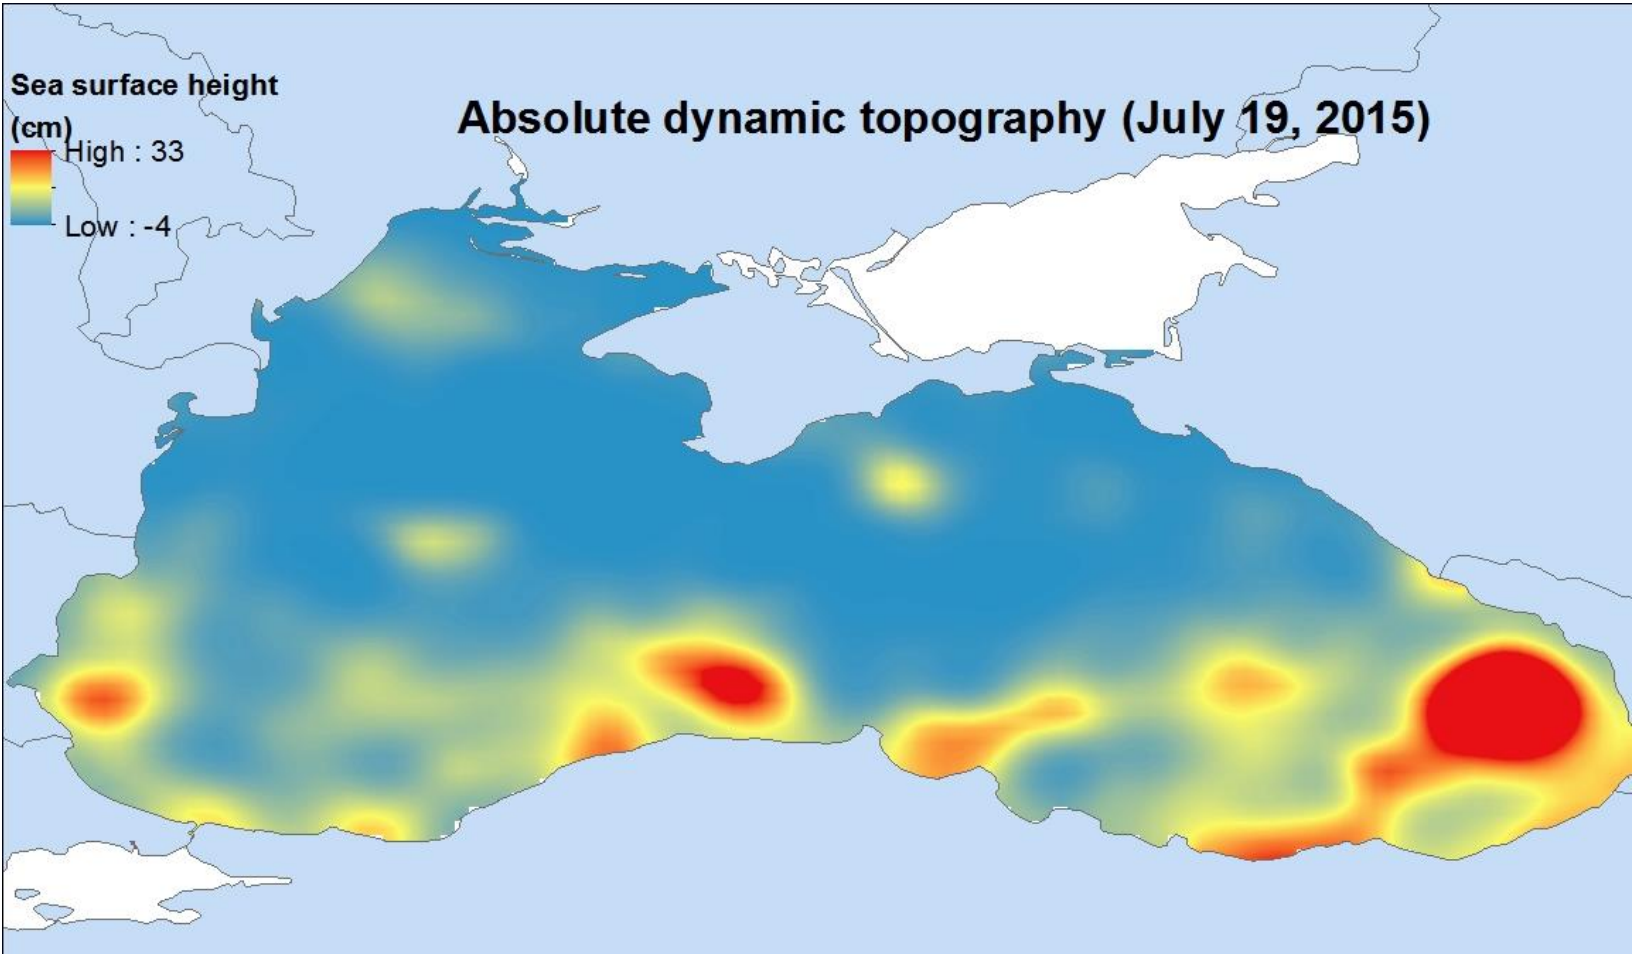 Absolute dynamic topography (July 19, 2015)
Sea surface height
(cm)
High : 33
Low : -4